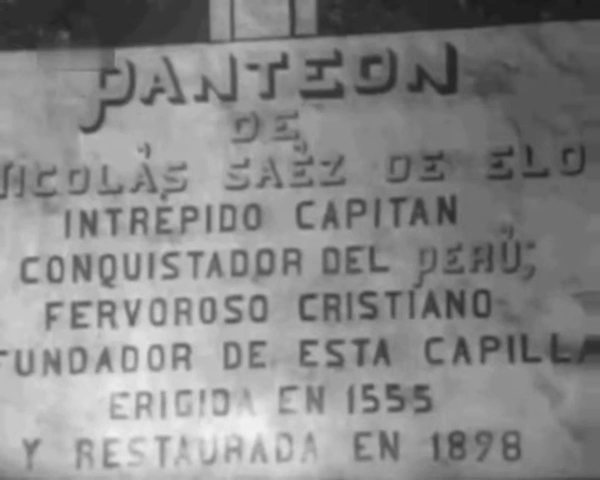 PANTEON
DE
NICOLÁS SAÉZ DE ELO
INTREPIDO CAPITAN
CONQUISTADOR DEL PERÚ;
FERVOROSO CRISTIANO
FUNDADOR DE ESTA CAPILLA
ERIGIDA EN 1555
Y RESTAURADA EN 1898